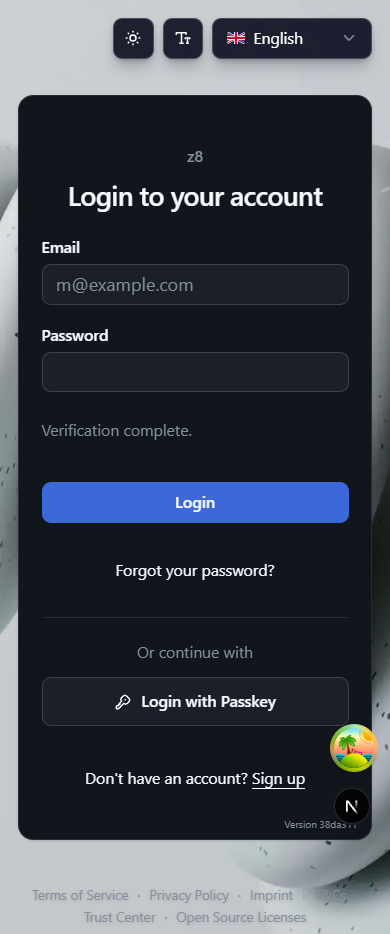 English
z8
Login to your account
Email
m@example.com
Password
Verification complete.
Login
Forgot your password?
Or continue with
Login with Passkey
Don't have an account? Sign up
N
Version
Terms of Service · Privacy Policy · Imprint ·
Trust Center · Open Source Licenses